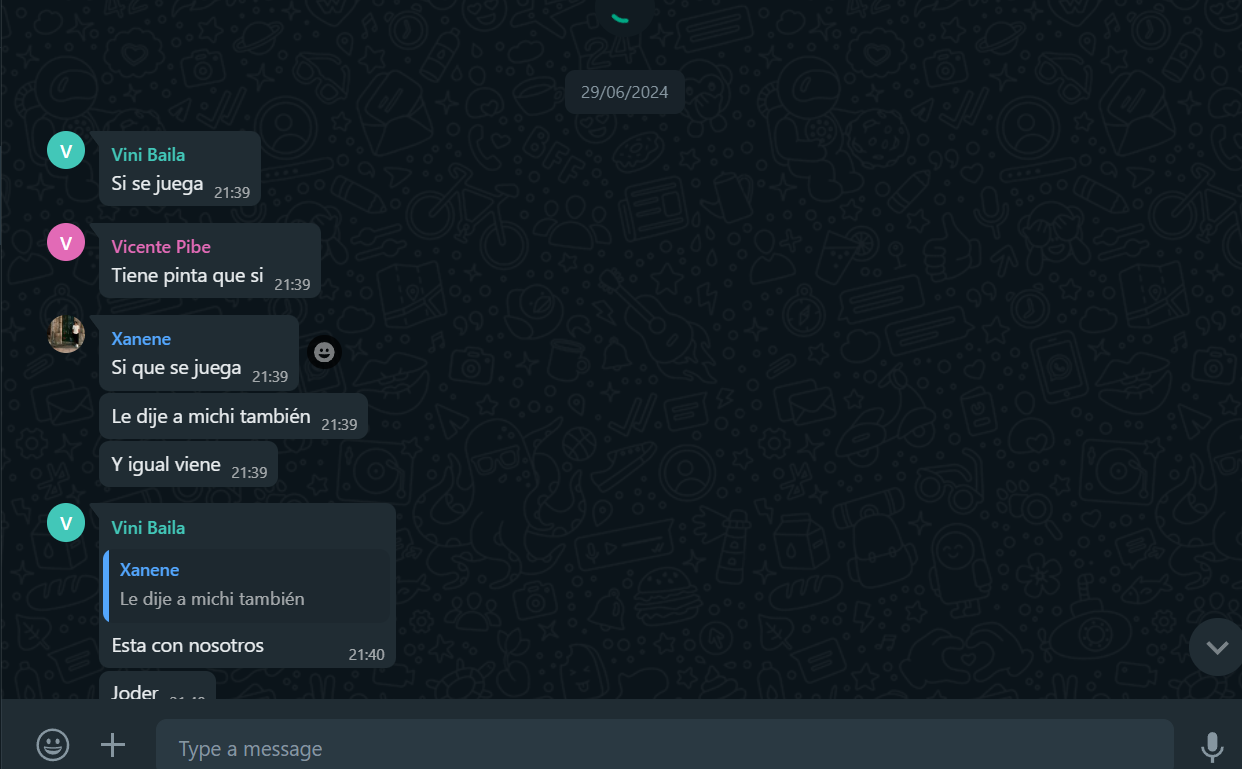 29/06/2024
V
Vini Baila
Si se juega 21:39
V
Vicente Pibe
Tiene pinta que si 21:39
Xanene
Si que se juega 21:39
Le dije a michi también 21:39
Y igual viene 21:39
V
Vini Baila
Xanene
Le dije a michi también
Esta con nosotros 21:40
Joder
Type a message